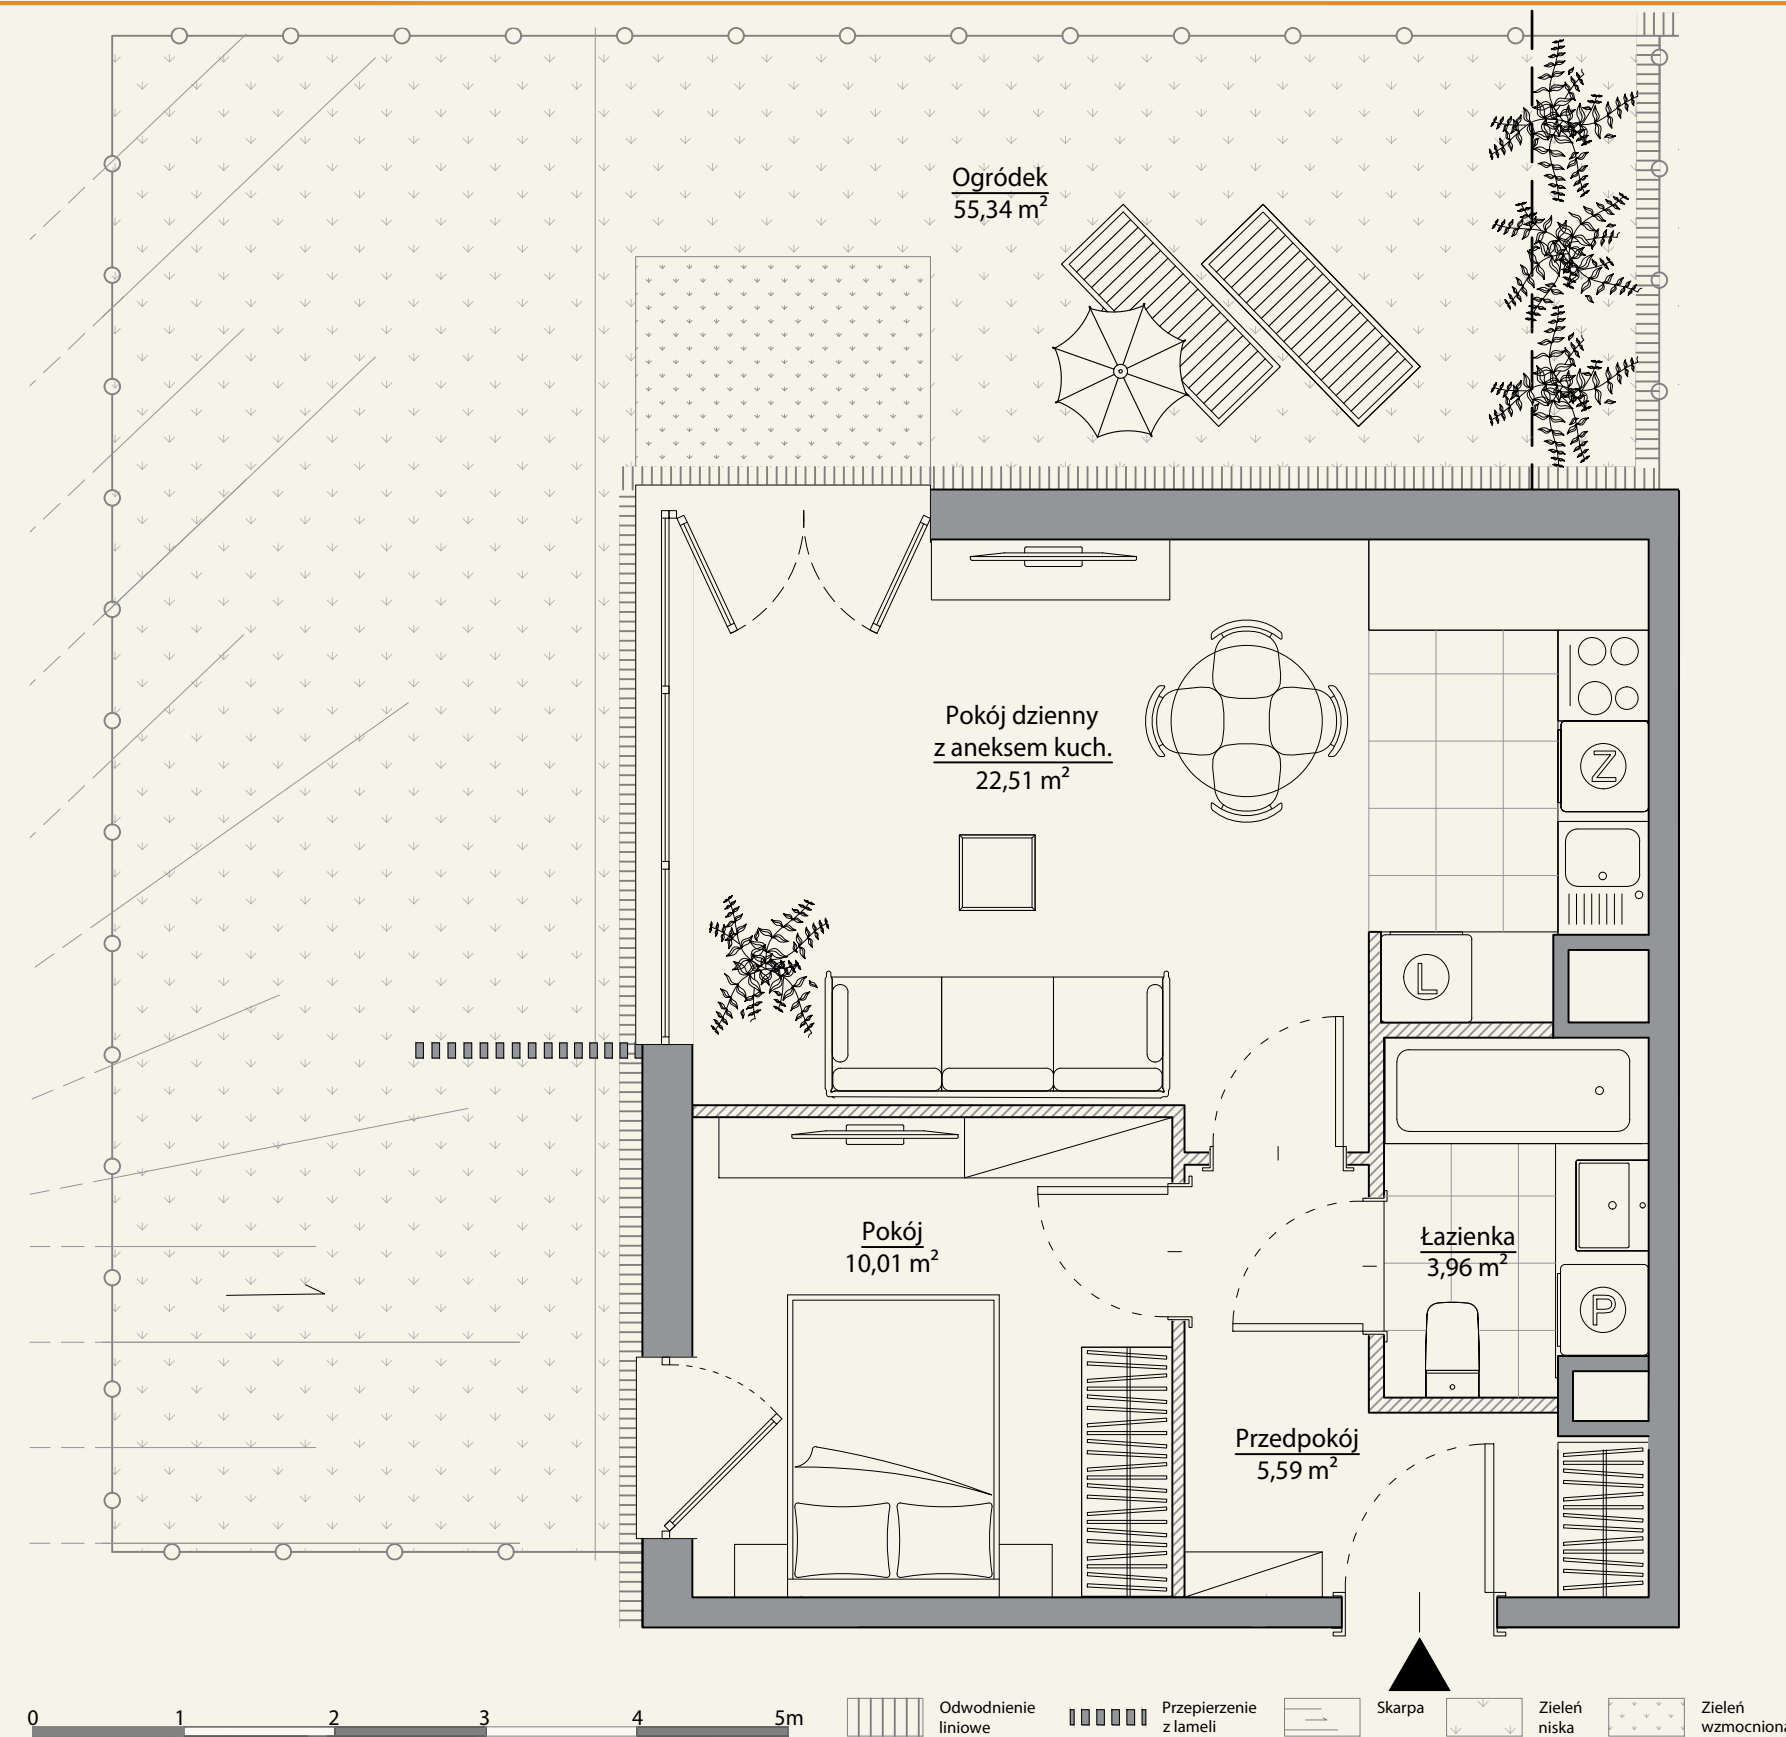 Ogródek
55,34 m²
Pokój dzienny
z aneksem kuch.
22,51 m²
Z
L
Pokój
10,01 m²
Łazienka
3,96 m²
P
Przedpokój
5,59 m²
0 1 2 3 4 5m
Odwodnienie
liniowe
Przepierzenie
z lameli
Skarpa
Zieleń
niska
Zieleń
wzmocniona